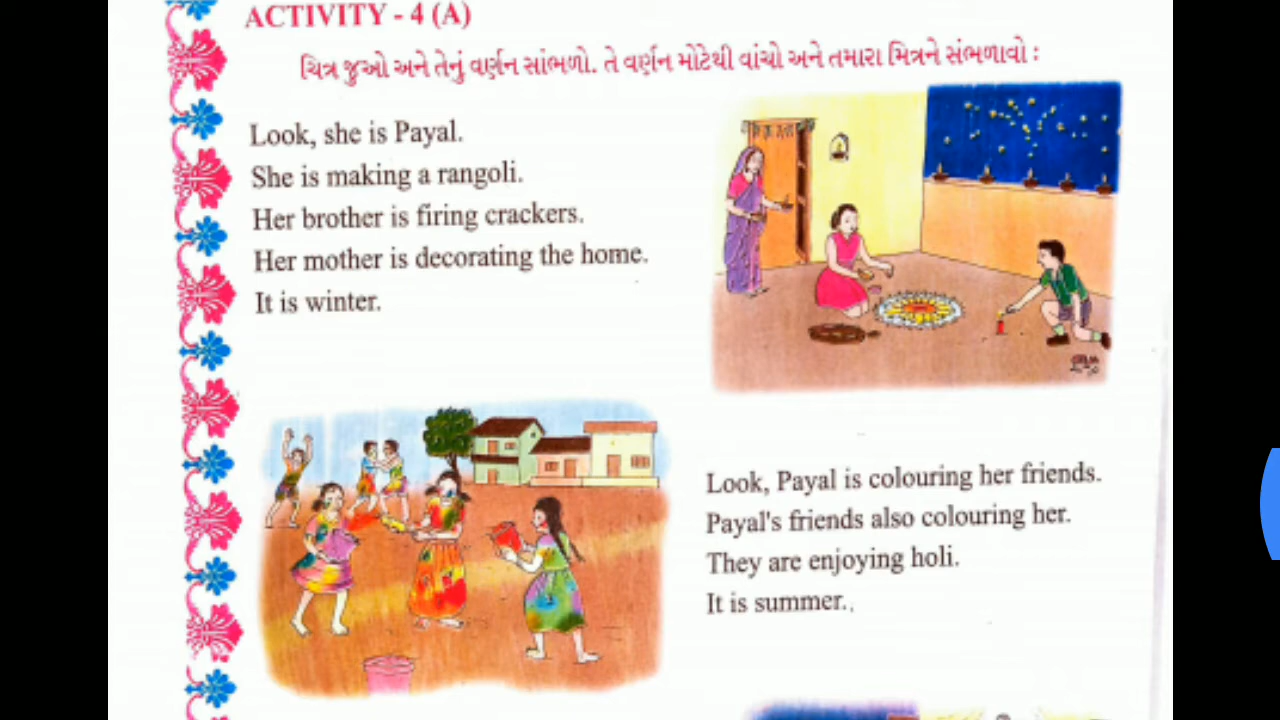 ACTIVITY - 4 (A)
ચિત્ર જુઓ અને તેનું વર્ણન સાંભળો. તે વર્ણન મોટેથી વાંચો અને તમારા મિત્રને સંભળાવો :
Look, she is Payal.
She is making a rangoli.
Her brother is firing crackers.
Her mother is decorating the home.
It is winter.
Look, Payal is colouring her friends.
Payal's friends also colouring her.
They are enjoying holi.
It is summer.